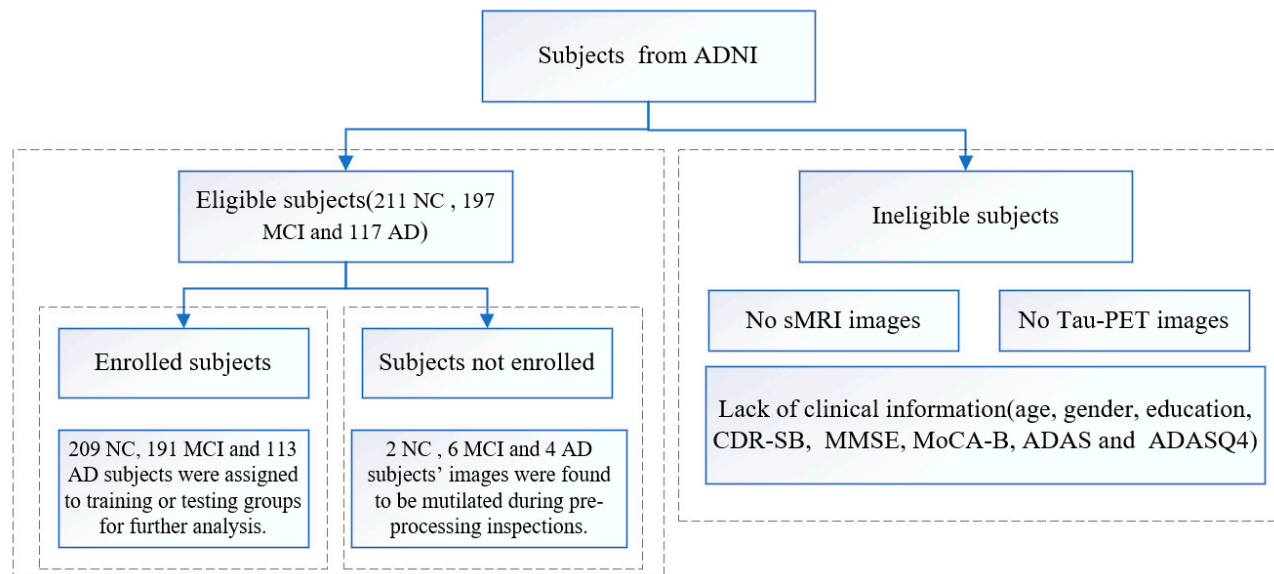 Subjects from ADNI
Eligible subjects(211 NC , 197
MCI and 117 AD)
Enrolled subjects
209 NC, 191 MCI and 113
AD subjects were assigned
to training or testing groups
for further analysis.
Subjects not enrolled
2 NC , 6 MCI and 4 AD
subjects’ images were found
to be mutilated during pre-
processing inspections.
Ineligible subjects
No sMRI images
No Tau-PET images
Lack of clinical information(age, gender, education,
CDR-SB, MMSE, MoCA-B, ADAS and ADASQ4)